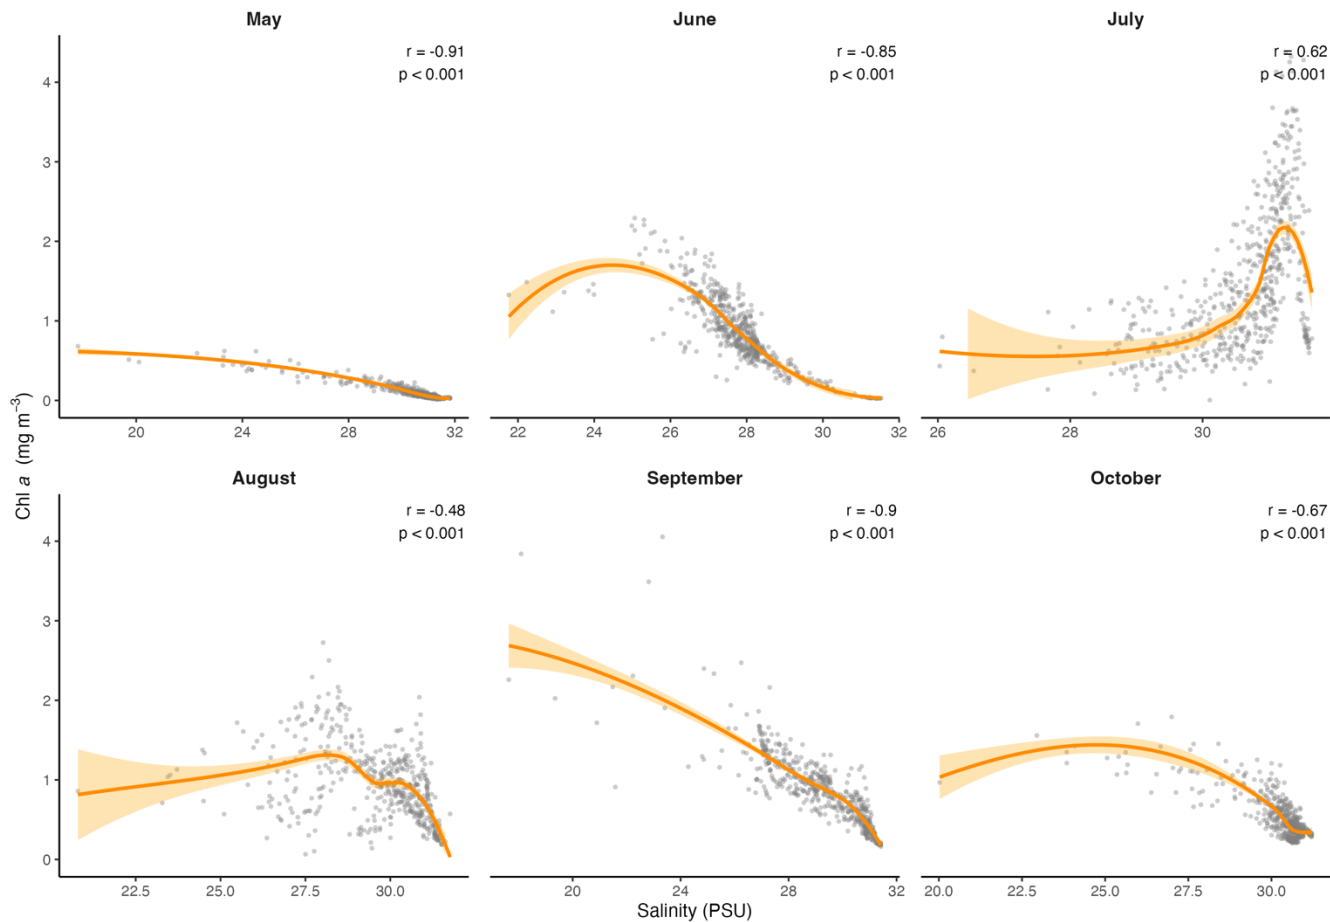 May
June
July
r = -0.91
p < 0.001
r = -0.85
p < 0.001
r = 0.62
p < 0.001
4
3
2
1
0
20
24
28
32
22
24
26
28
30
32
26
28
30
August
September
October
r = -0.48
p < 0.001
r = -0.9
p < 0.001
r = -0.67
p < 0.001
4
3
2
1
0
22.5
25.0
27.5
30.0
20
24
28
32
20.0
22.5
25.0
27.5
30.0
Chl a (mg m⁻³)
Salinity (PSU)